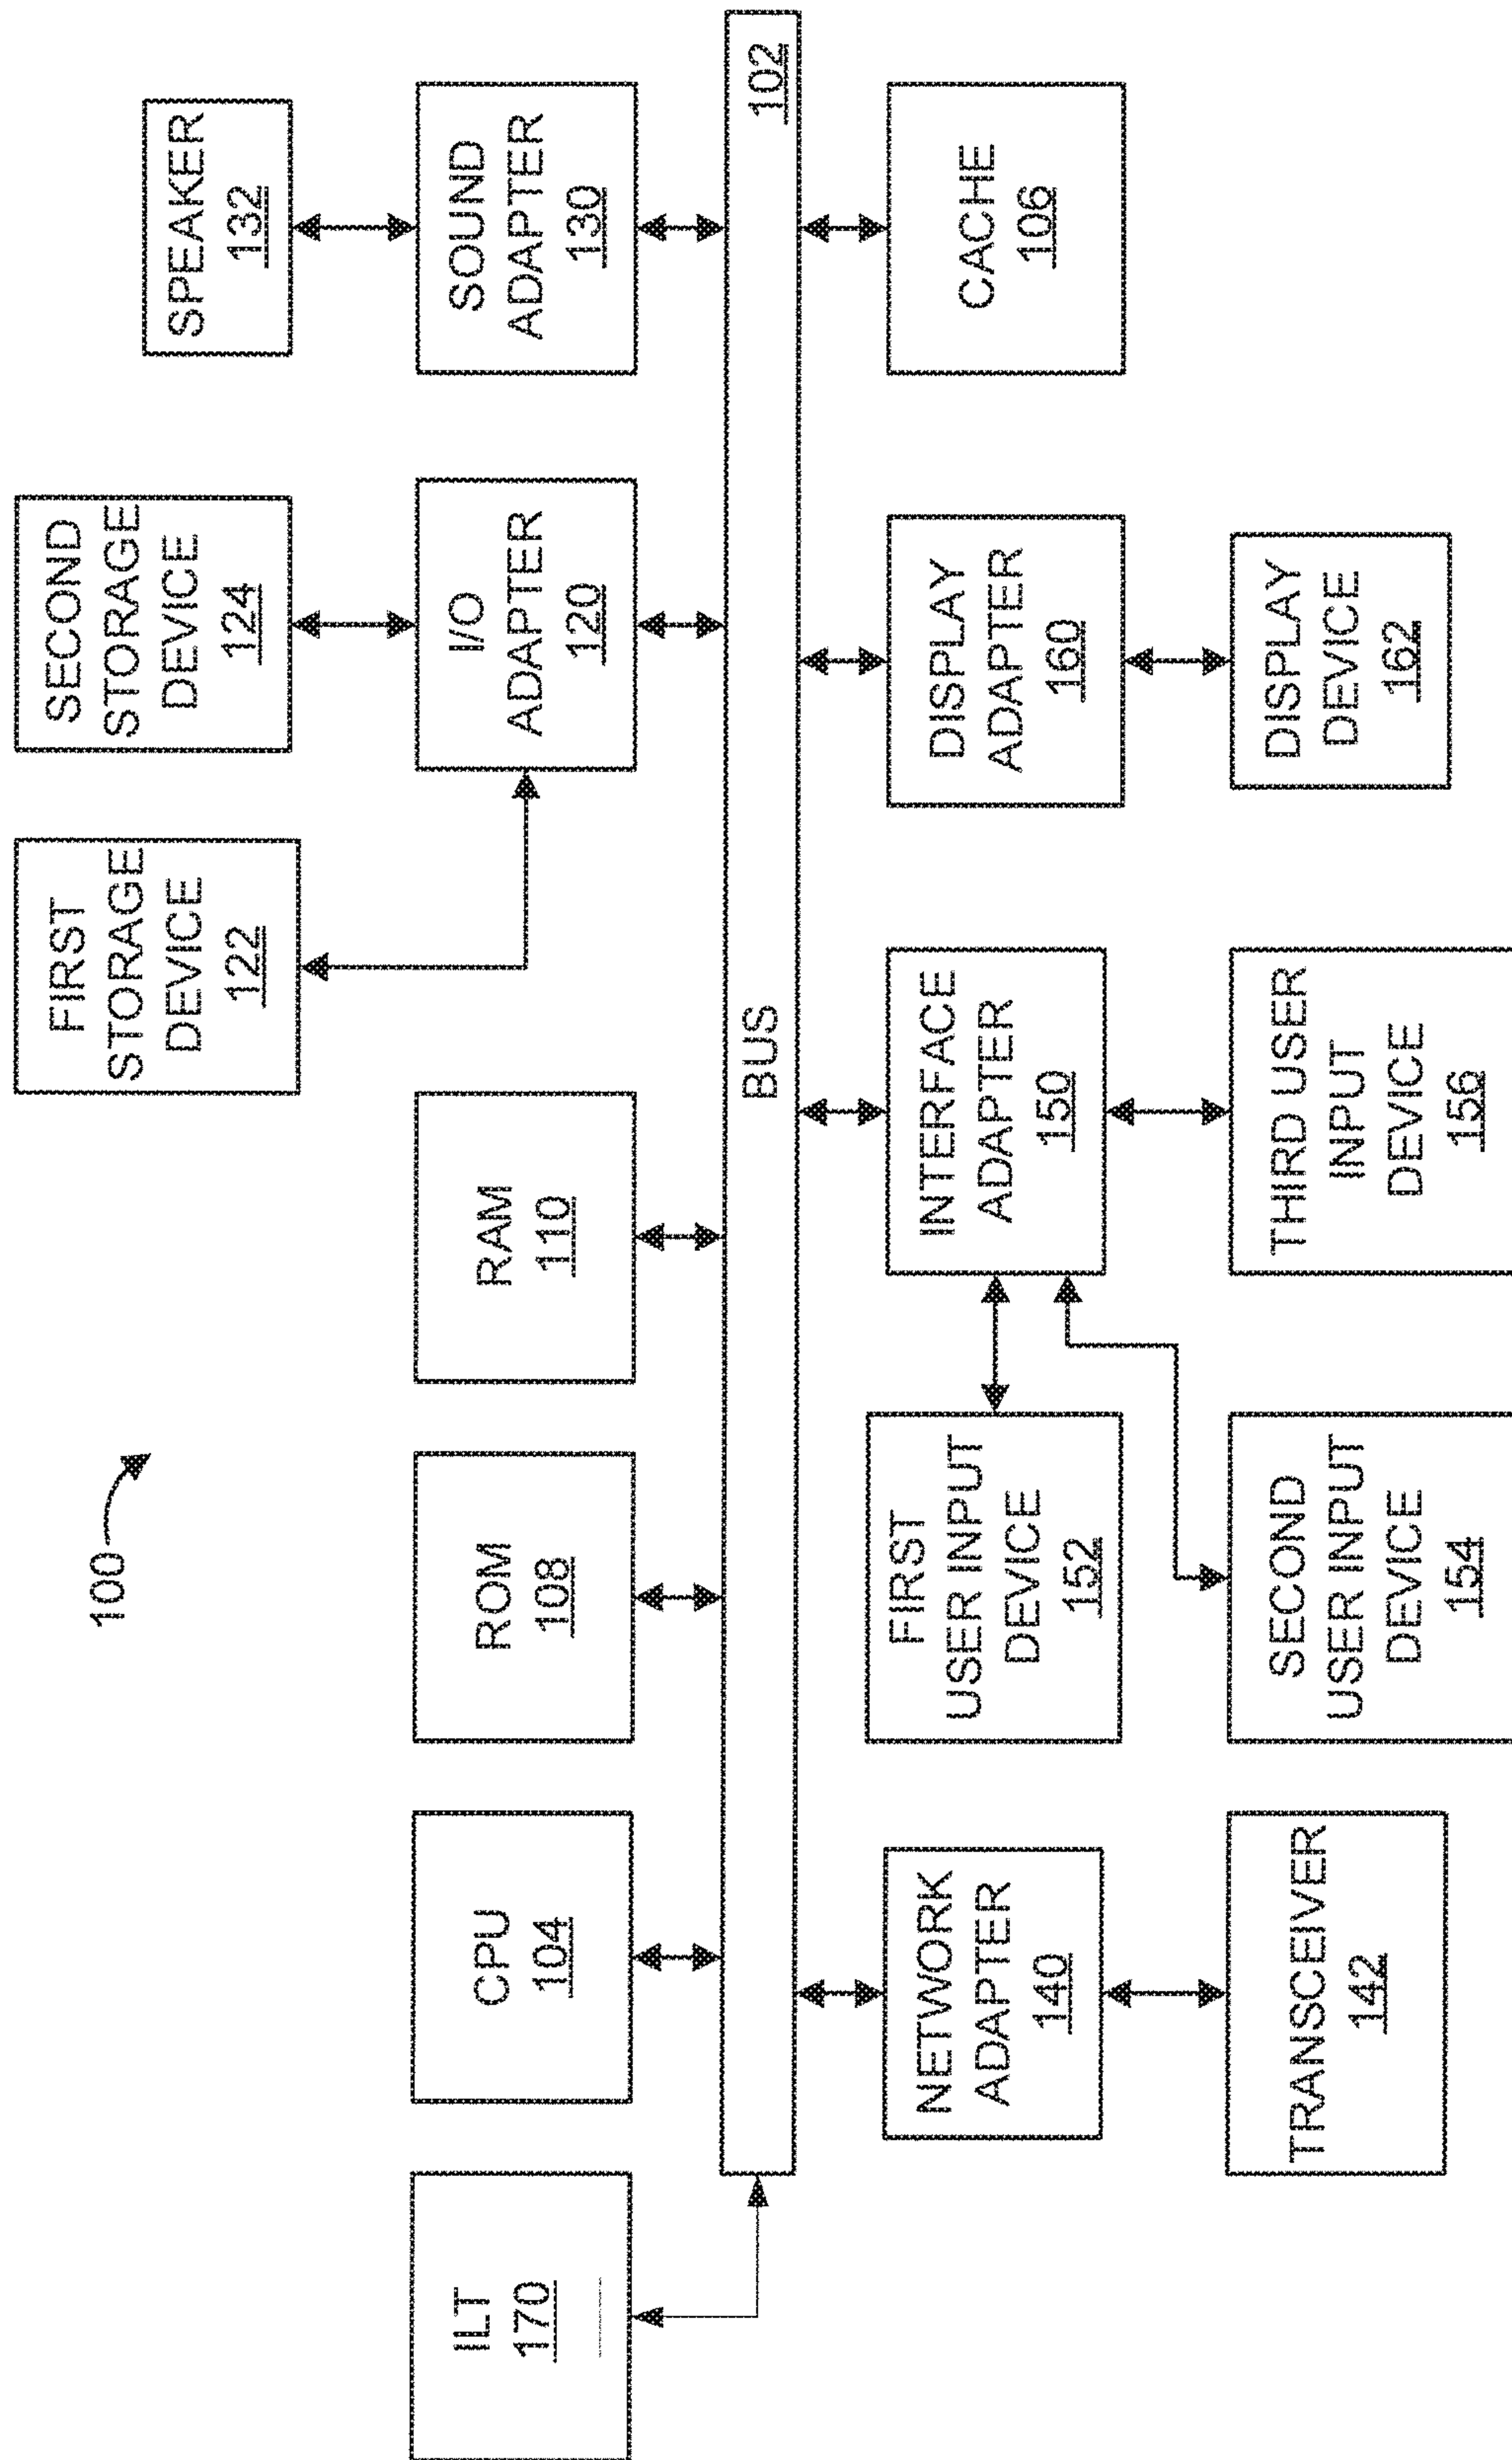 100
FIRST
STORAGE
DEVICE
122
SECOND
STORAGE
DEVICE
124
SPEAKER
132
ILT
170
CPU
104
ROM
108
RAM
110
I/O
ADAPTER
120
SOUND
ADAPTER
130
BUS
102
NETWORK
ADAPTER
140
FIRST
USER INPUT
DEVICE
152
INTERFACE
ADAPTER
150
DISPLAY
ADAPTER
160
CACHE
106
TRANSCEIVER
142
SECOND
USER INPUT
DEVICE
154
THIRD USER
INPUT
DEVICE
156
DISPLAY
DEVICE
162